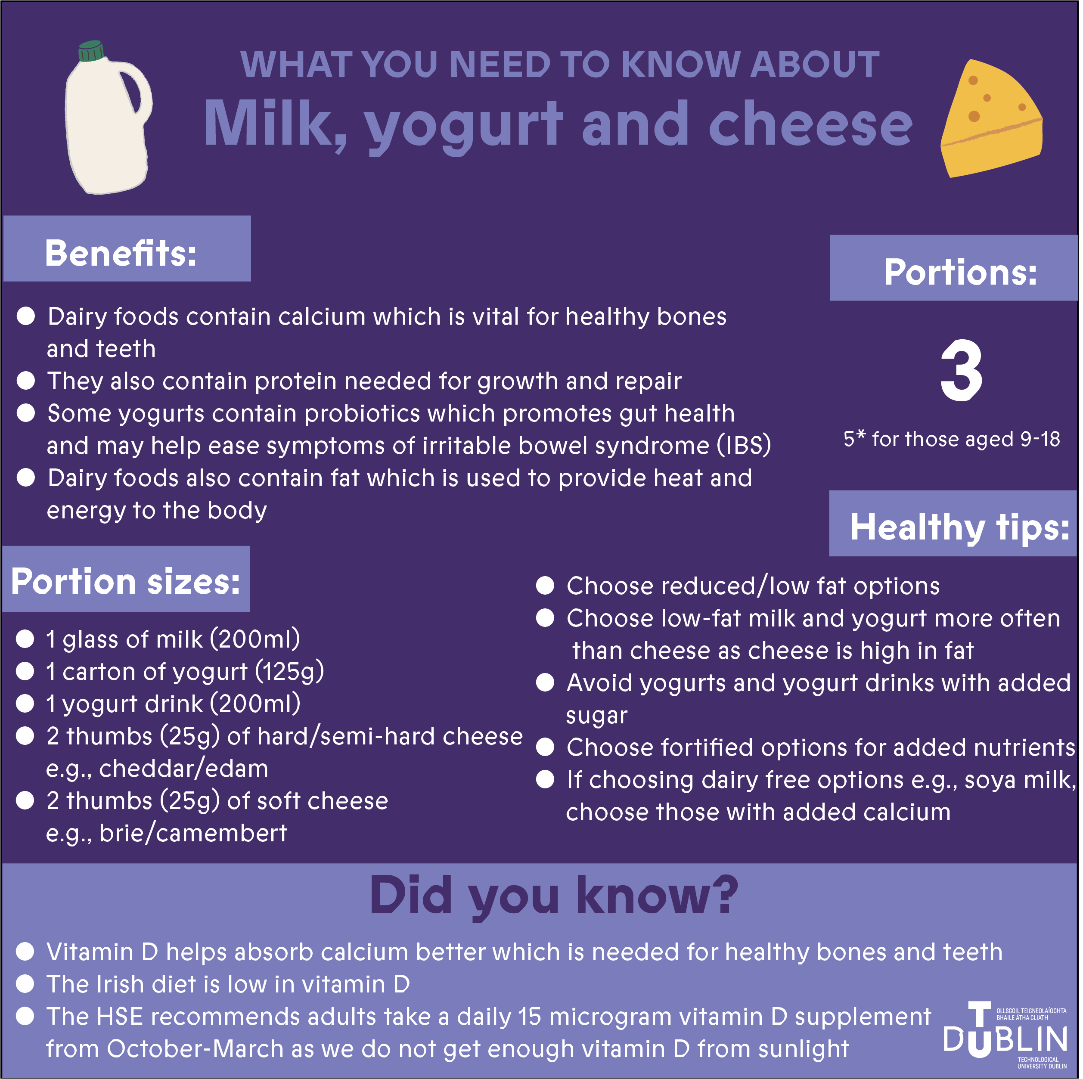 WHAT YOU NEED TO KNOW ABOUT
Milk, yogurt and cheese
Benefits:
● Dairy foods contain calcium which is vital for healthy bones
and teeth
● They also contain protein needed for growth and repair
● Some yogurts contain probiotics which promotes gut health
and may help ease symptoms of irritable bowel syndrome (IBS)
● Dairy foods also contain fat which is used to provide heat and
energy to the body
Portions:
3
5* for those aged 9-18
Portion sizes:
● 1 glass of milk (200ml)
● 1 carton of yogurt (125g)
● 1 yogurt drink (200ml)
● 2 thumbs (25g) of hard/semi-hard cheese
e.g., cheddar/edam
● 2 thumbs (25g) of soft cheese
e.g., brie/camembert
Healthy tips:
● Choose reduced/low fat options
● Choose low-fat milk and yogurt more often
than cheese as cheese is high in fat
● Avoid yogurts and yogurt drinks with added
sugar
● Choose fortified options for added nutrients
● If choosing dairy free options e.g., soya milk,
choose those with added calcium
Did you know?
● Vitamin D helps absorb calcium better which is needed for healthy bones and teeth
● The Irish diet is low in vitamin D
● The HSE recommends adults take a daily 15 microgram vitamin D supplement
from October-March as we do not get enough vitamin D from sunlight
OLLSCOIL TEICNEOLAÍOCHTA
BHAILE ÁTHA CLIATH
TU DUBLIN
TECHNOLOGICAL
UNIVERSITY DUBLIN